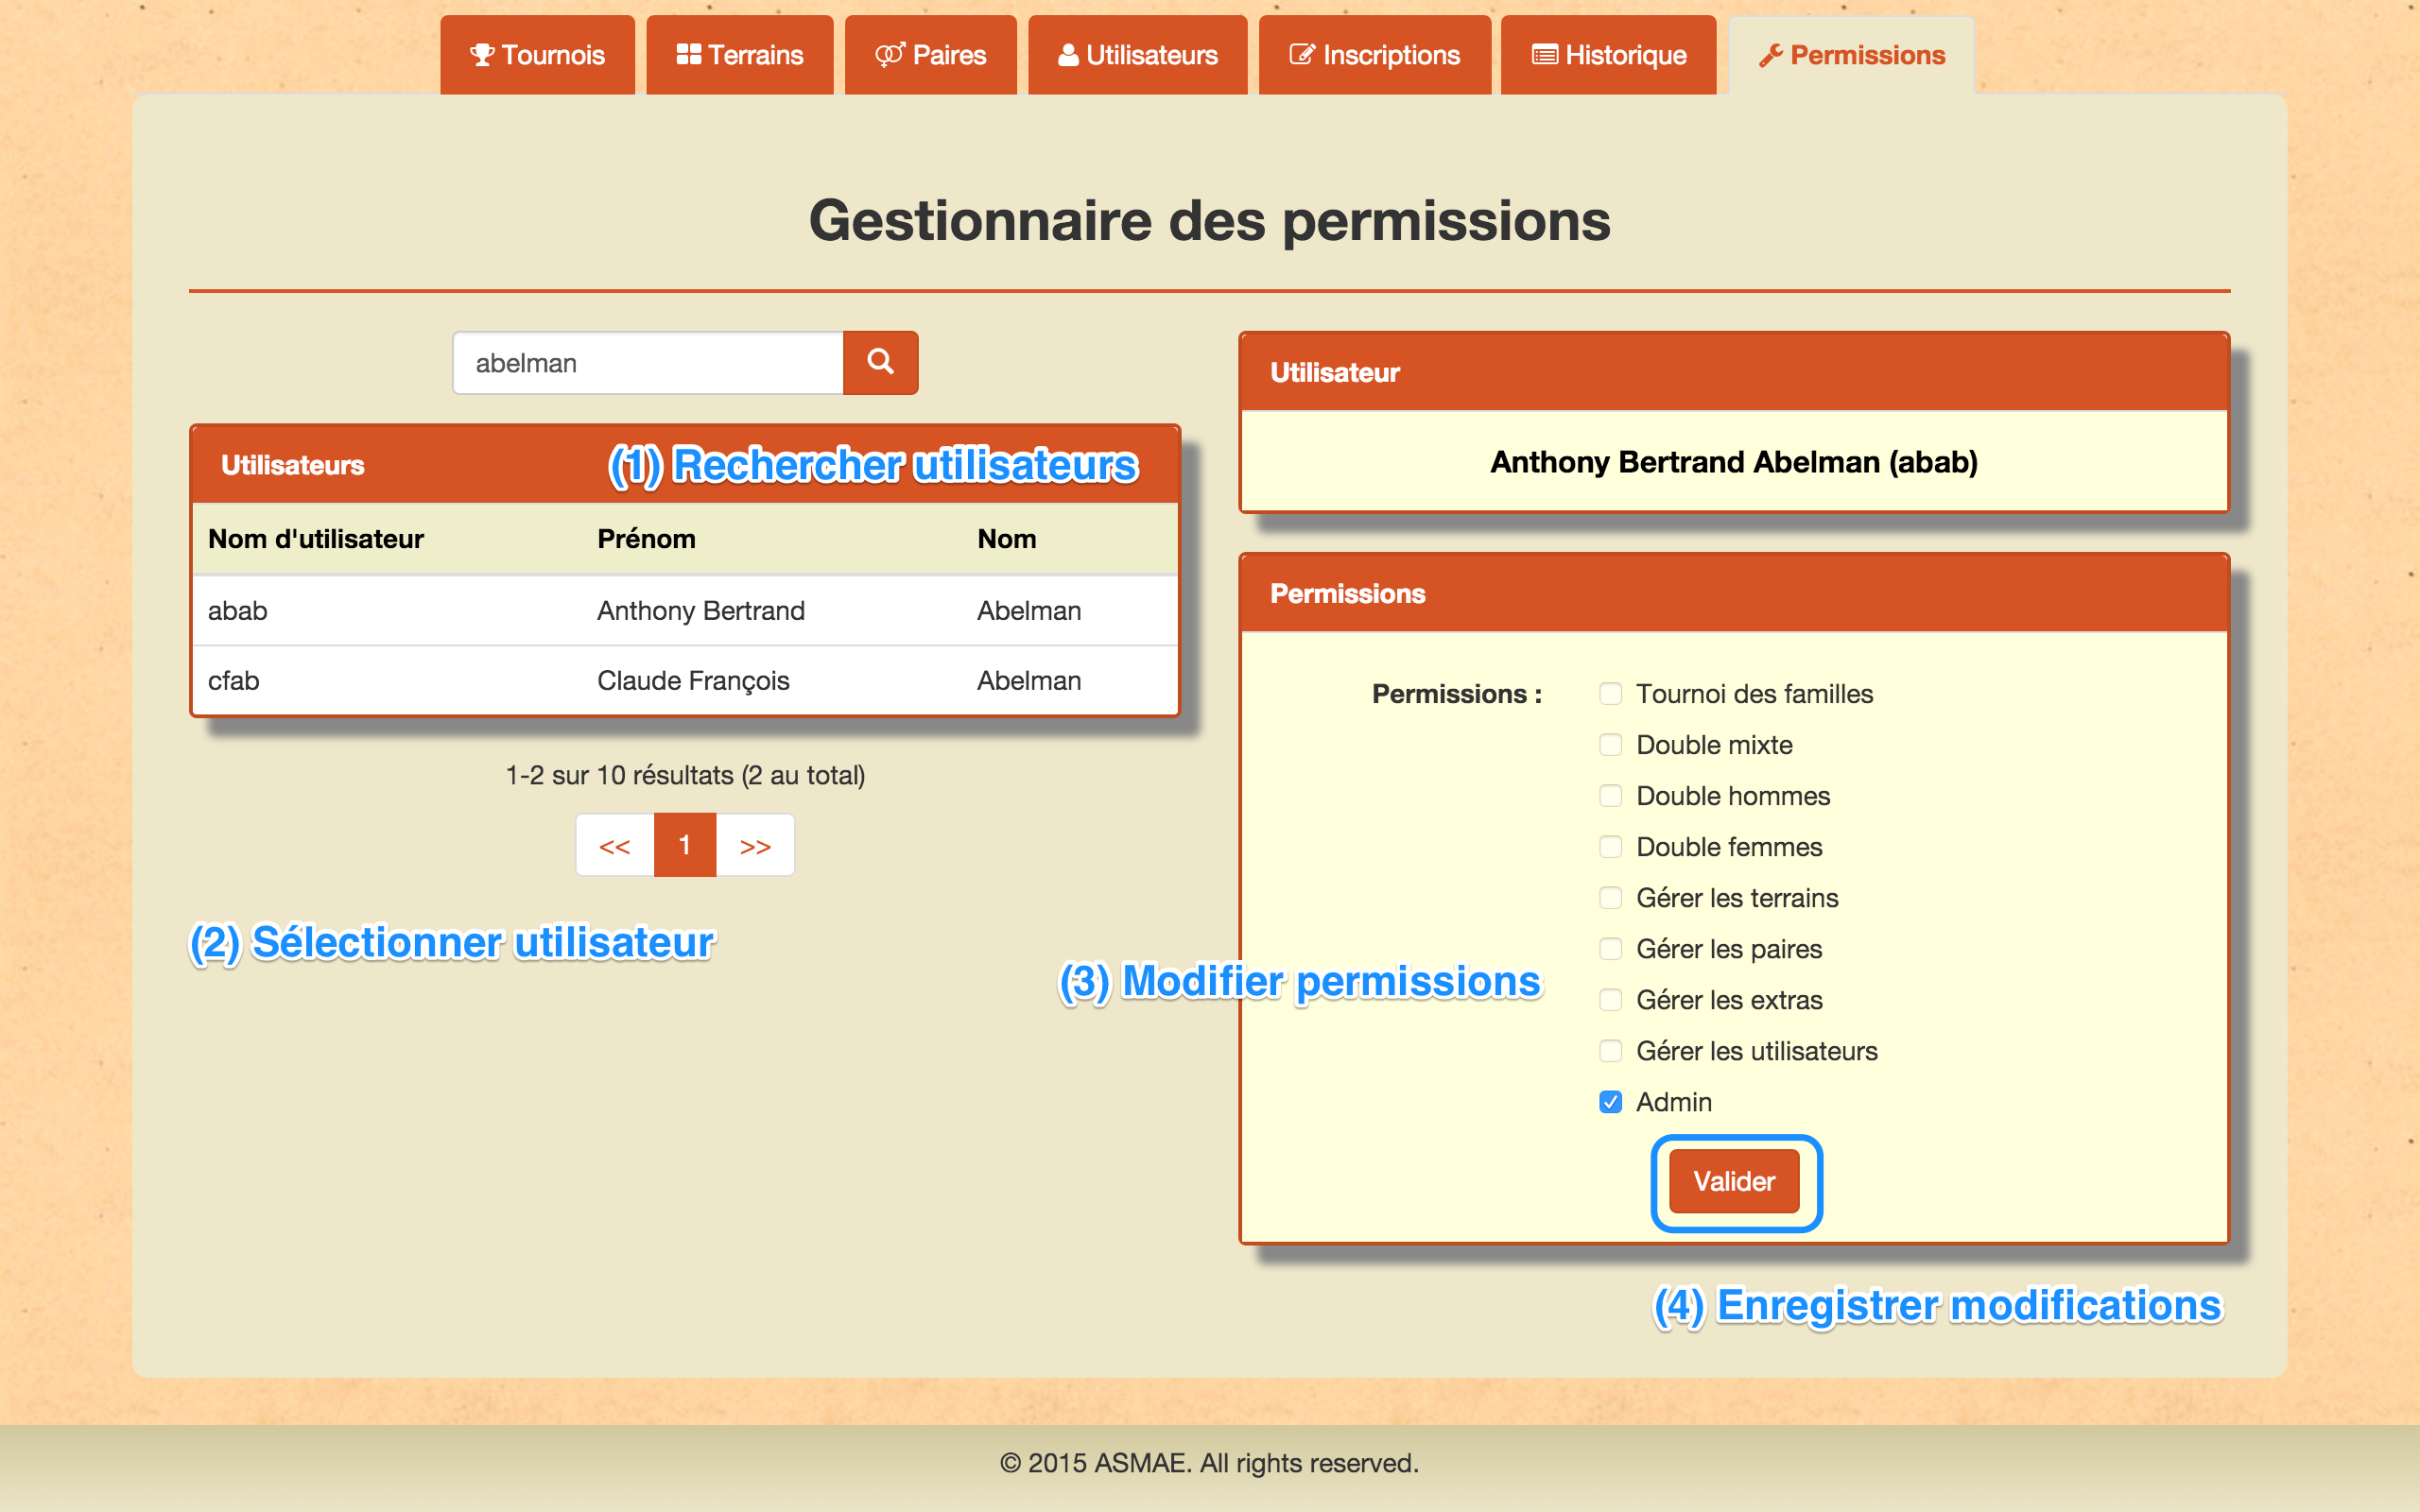 Tournois
Terrains
Paires
Utilisateurs
Inscriptions
Historique
Permissions
Gestionnaire des permissions
abelman
Utilisateurs
(1) Rechercher utilisateurs
Nom d'utilisateur Prénom Nom
abab Anthony Bertrand Abelman
cfab Claude François Abelman
1-2 sur 10 résultats (2 au total)
<< 1 >>
(2) Sélectionner utilisateur
Utilisateur
Anthony Bertrand Abelman (abab)
Permissions
Permissions :
Tournoi des familles
Double mixte
Double hommes
Double femmes
Gérer les terrains
Gérer les paires
Gérer les extras
Gérer les utilisateurs
Admin
(3) Modifier permissions
Valider
(4) Enregistrer modifications
© 2015 ASMAE. All rights reserved.